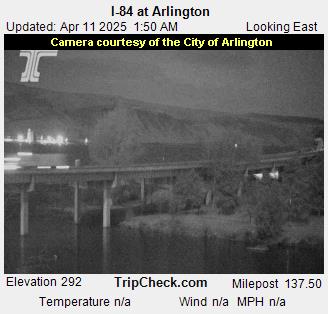 I-84 at Arlington
Updated: Apr 11 2025 1:50 AM Looking East
Camera courtesy of the City of Arlington
Elevation 292 TripCheck.com Milepost 137.50
Temperature n/a Wind n/a MPH n/a